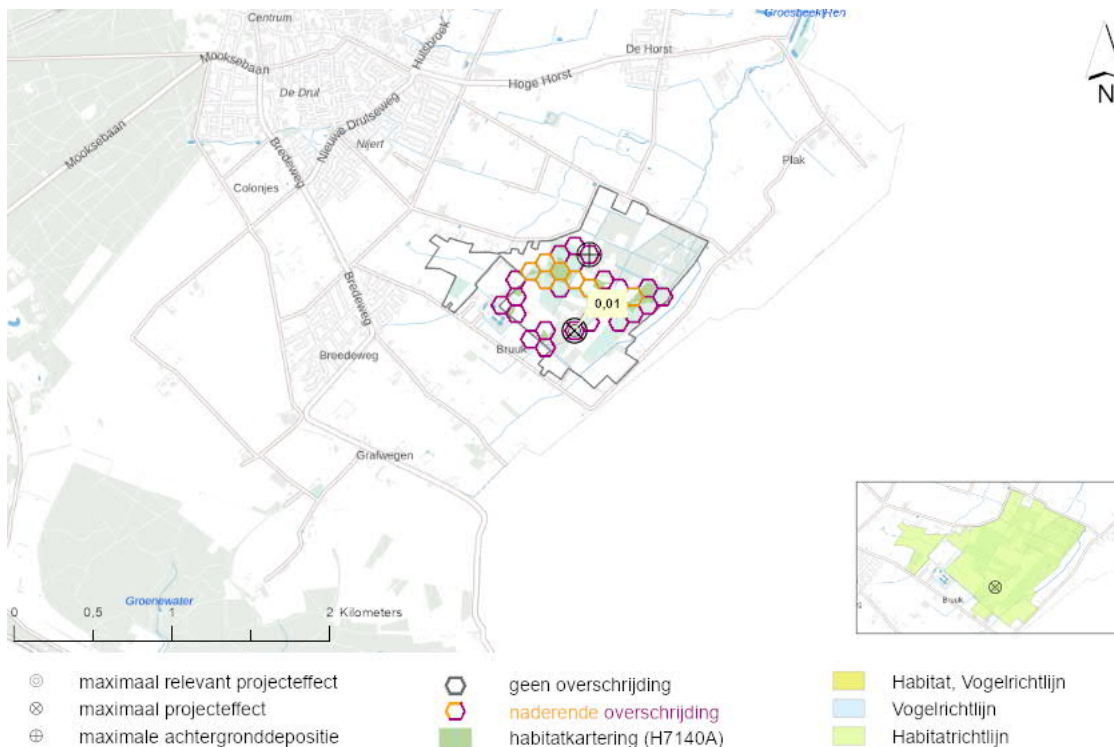 Centrum
Groesbeek/Ren
Hulsbroek
De Horst
Mooksebaan
Hoge Horst
De Drul
Nieuwe Drulseweg
Nijerf
Mooksebaan
Bredeweg
Plak
Colonjes
Bredeweg
0,01
Bruuk
Breedeweg
Grafwegen
Groenewater
0 0,5 1 2 Kilometers
N
Bruuk
maximaal relevant projecteffect
maximaal projecteffect
maximale achtergronddepositie
geen overschrijding
naderende overschrijding
habitatkartering (H7140A)
Habitat, Vogelrichtlijn
Vogelrichtlijn
Habitatrichtlijn